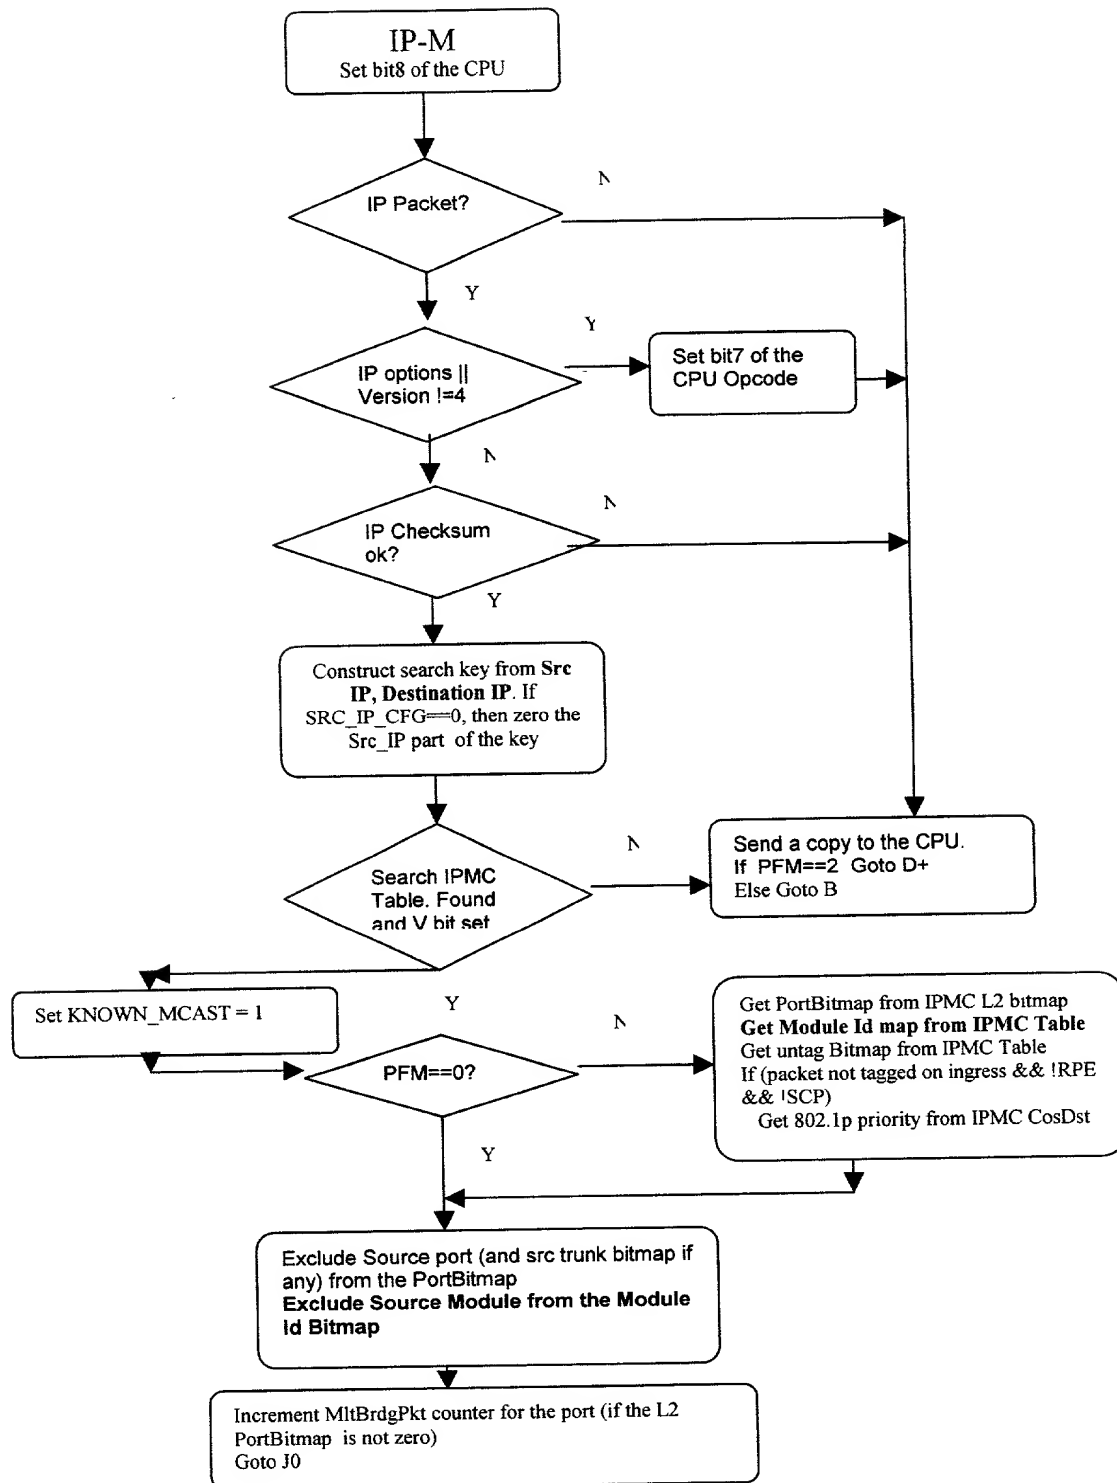 IP-M
Set bit8 of the CPU
IP Packet?
N
Y
IP options ||
Version !=4
Y
Set bit7 of the
CPU Opcode
N
IP Checksum
ok?
N
Y
Construct search key from Src
IP, Destination IP. If
SRC_IP_CFG==0, then zero the
Src_IP part of the key
Search IPMC
Table. Found
and V bit set
N
Send a copy to the CPU.
If PFM==2 Goto D+
Else Goto B
Set KNOWN_MCAST = 1
Y
PFM==0?
N
Get PortBitmap from IPMC L2 bitmap
Get Module Id map from IPMC Table
Get untag Bitmap from IPMC Table
If (packet not tagged on ingress && !RPE
&& !SCP)
Get 802.1p priority from IPMC CosDst
Y
Exclude Source port (and src trunk bitmap if
any) from the PortBitmap
Exclude Source Module from the Module
Id Bitmap
Increment MltBrdgPkt counter for the port (if the L2
PortBitmap is not zero)
Goto J0